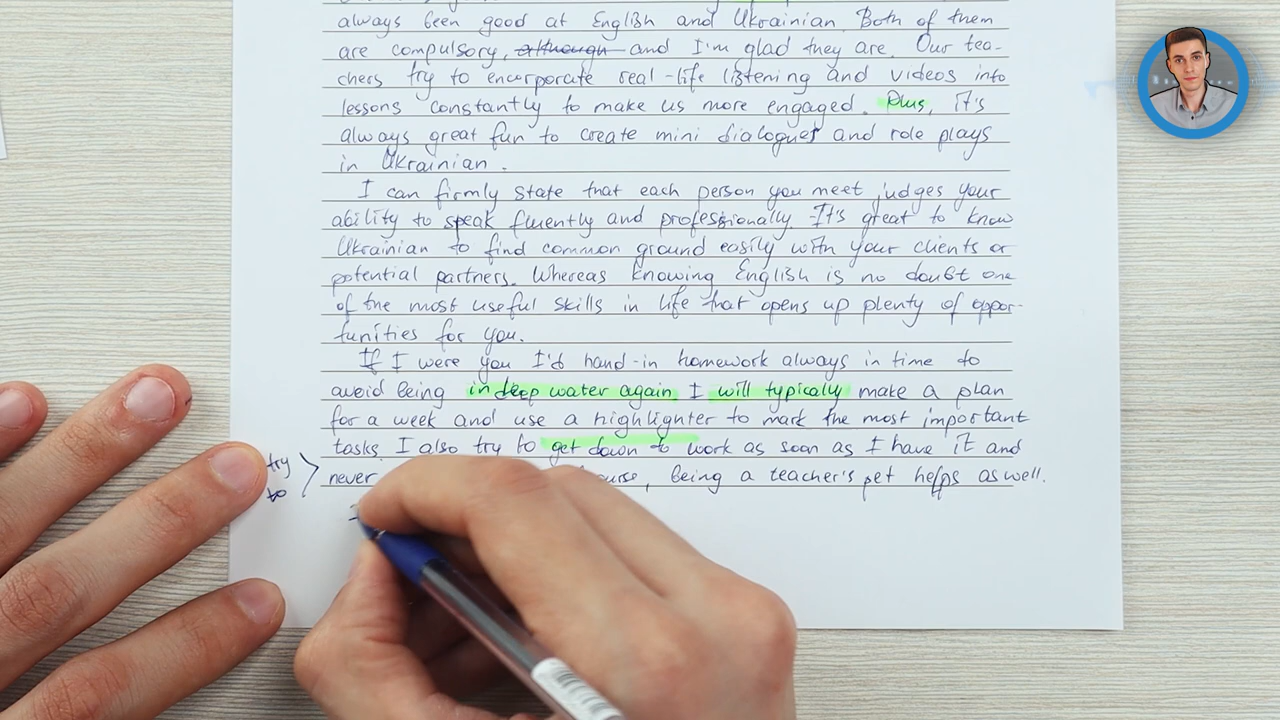 always been good at English and Ukrainian. Both of them
are compulsory, although and I'm glad they are. Our tea-
chers try to encorporate real-life listening and videos into
lessons constantly to make us more engaged. Plus, it's
always great fun to create mini dialogues and role plays
in Ukrainian.
I can firmly state that each person you meet judges your
ability to speak fluently and professionally. It's great to know
Ukrainian to find common ground easily with your clients or
potential partners. Whereas knowing English is no doubt one
of the most useful skills in life that opens up plenty of oppor-
tunities for you.
If I were you I'd hand-in homework always in time to
avoid being in deep water again I will typically make a plan
for a week and use a highlighter to mark the most important
tasks. I also try to get down to work as soon as I have it and
try to
never , being a teacher's pet helps as well.